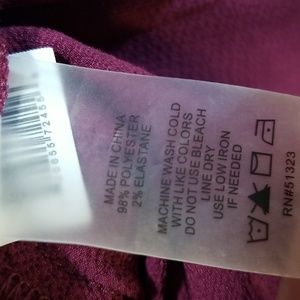 MADE IN CHINA
98% POLYESTER
2% ELASTANE
MACHINE WASH COLD
WITH LIKE COLORS
DO NOT USE BLEACH
LINE DRY
USE LOW IRON
IF NEEDED
RN#51323